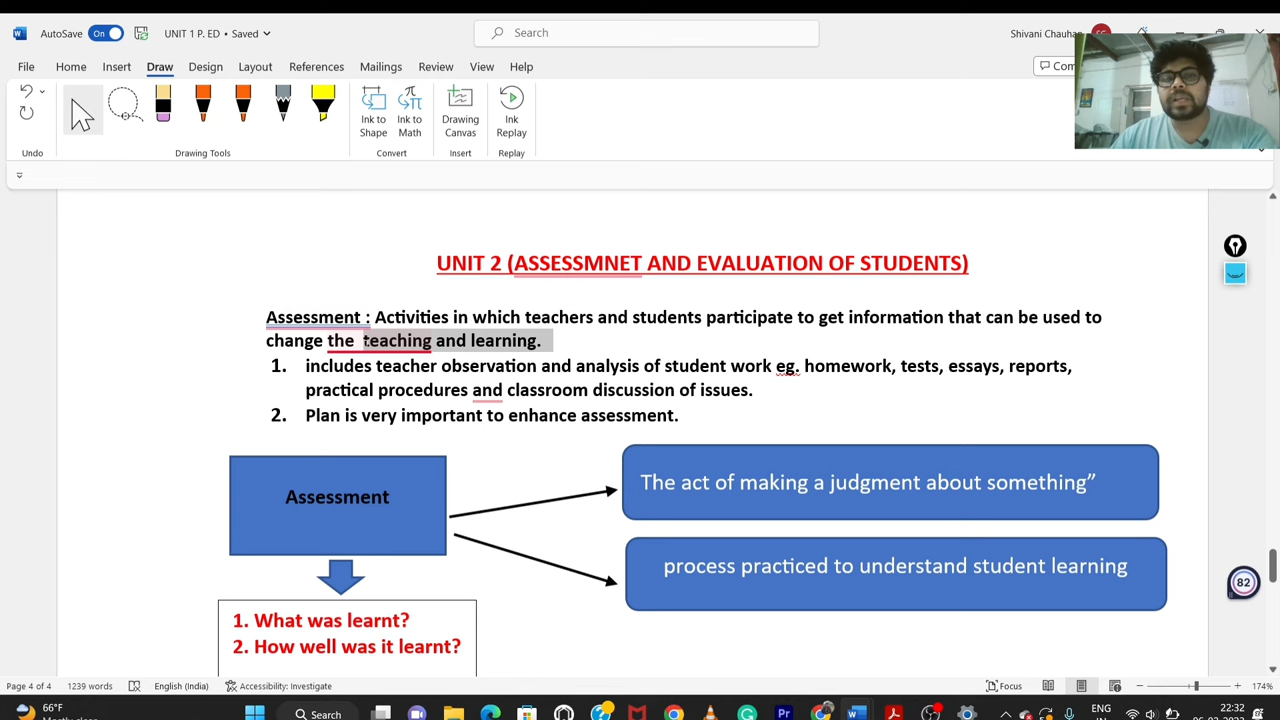 AutoSave On UNIT 1 P. ED • Saved Search Shivani Chauhan
File Home Insert Draw Design Layout References Mailings Review View Help
Undo
Ink to Shape
Ink to Math
Drawing Canvas
Ink Replay
Drawing Tools Convert Insert Replay
UNIT 2 (ASSESSMNET AND EVALUATION OF STUDENTS)
Assessment : Activities in which teachers and students participate to get information that can be used to
change the teaching and learning.
1. includes teacher observation and analysis of student work eg. homework, tests, essays, reports,
practical procedures and classroom discussion of issues.
2. Plan is very important to enhance assessment.
Assessment
The act of making a judgment about something”
process practiced to understand student learning
1. What was learnt?
2. How well was it learnt?
82
Page 4 of 4 1239 words English (India) Accessibility: Investigate Focus 174%
66°F
Search
ENG
22:32